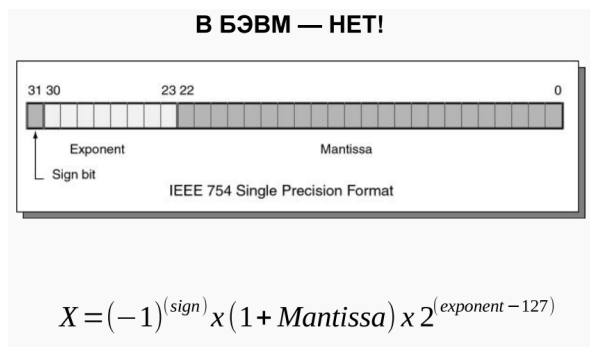 В БЭВМ — НЕТ!
31 30 23 22 0
Exponent Mantissa
Sign bit
IEEE 754 Single Precision Format
X=(−1)^(sign) x(1+Mantissa)x 2^(exponent−127)